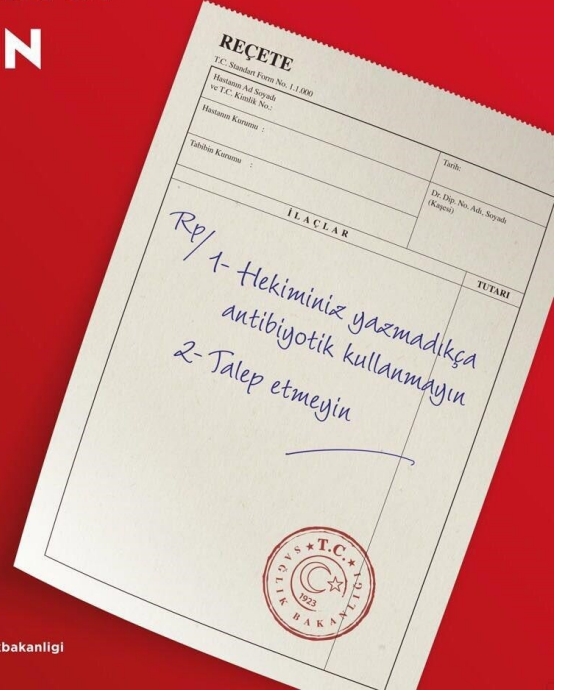 N
REÇETE
T.C. Standart Form No. 1.1.000
Hastanın Ad Soyadı
ve T.C. Kimlik No.:
Hastanın Kurumu :
Tabibin Kurumu :
Tarih:
Dr. Dip. No. Adı, Soyadı
(Kaşesi)
İLAÇLAR
TUTARI
Rp/ 1- Hekiminiz yazmadıkça
antibiyotik kullanmayın
2- Talep etmeyin
T.C.
SAĞLIK BAKANLIĞI
1923
bakanligi